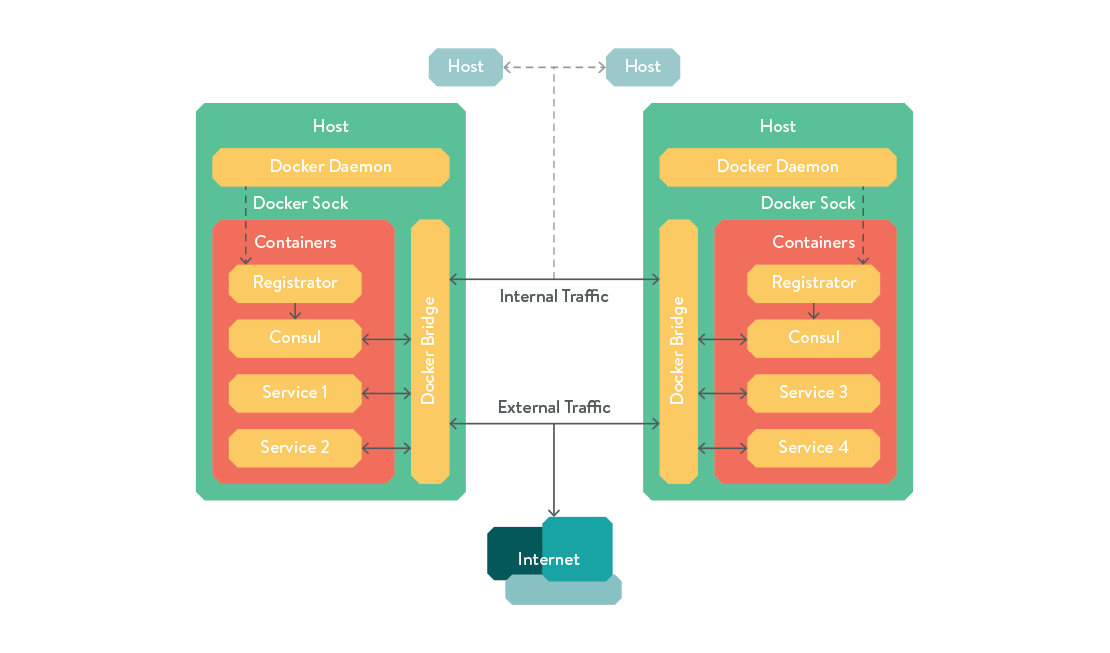 Host
Host
Host
Docker Daemon
Docker Sock
Containers
Registrator
Consul
Service 1
Service 2
Docker Bridge
Internal Traffic
External Traffic
Host
Docker Daemon
Docker Sock
Docker Bridge
Containers
Registrator
Consul
Service 3
Service 4
Internet